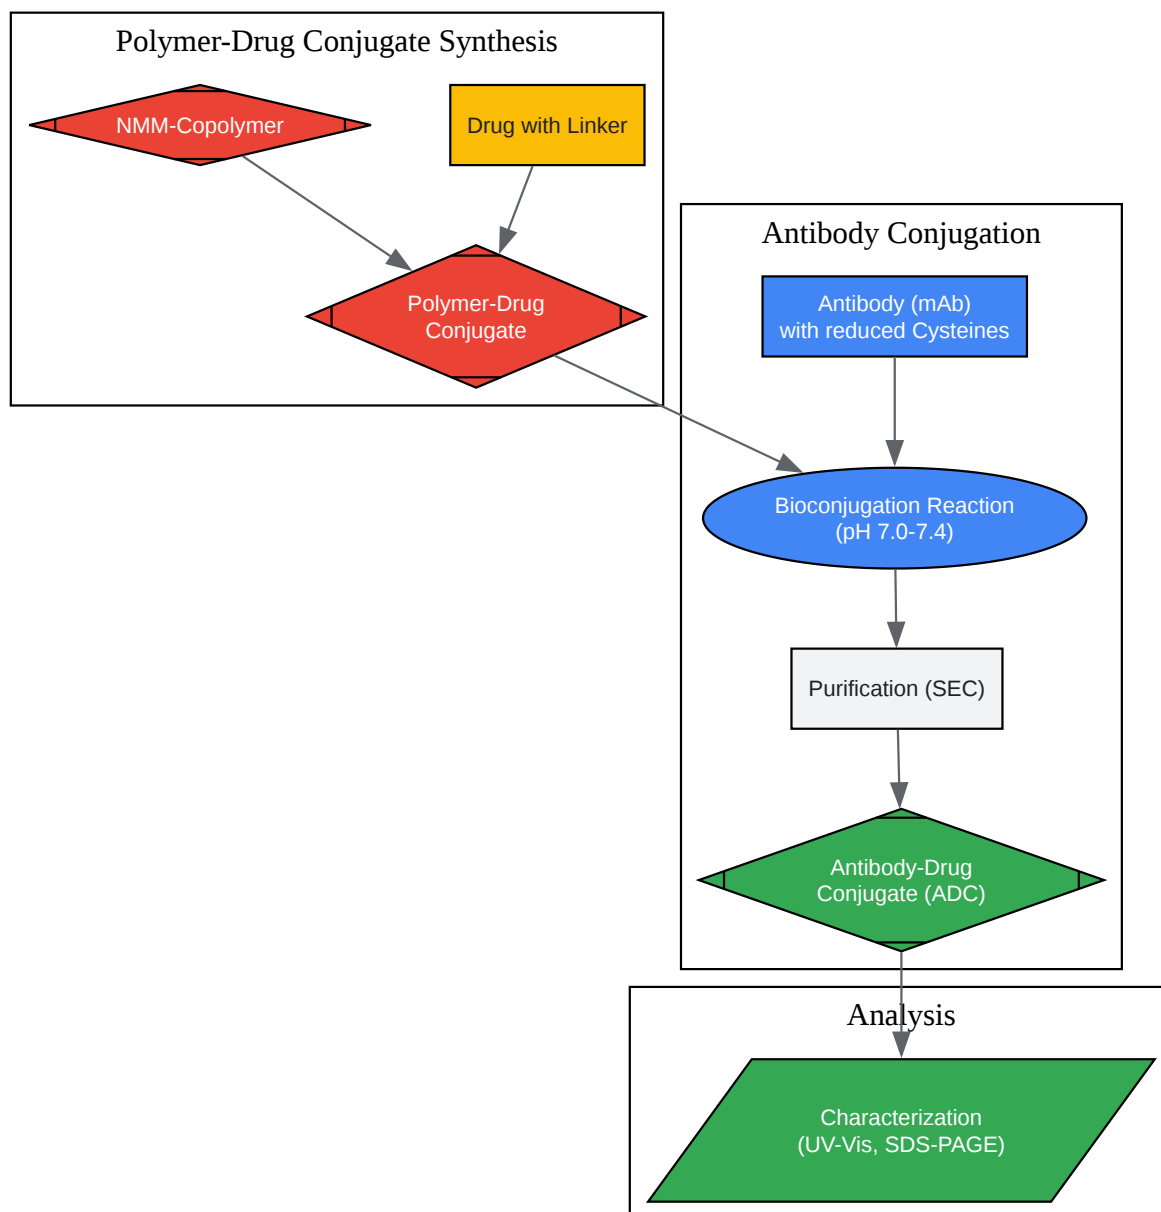 Polymer-Drug Conjugate Synthesis
NMM-Copolymer
Drug with Linker
Polymer-Drug
Conjugate
Antibody Conjugation
Antibody (mAb)
with reduced Cysteines
Bioconjugation Reaction
(pH 7.0-7.4)
Purification (SEC)
Antibody-Drug
Conjugate (ADC)
Analysis
Characterization
(UV-Vis, SDS-PAGE)